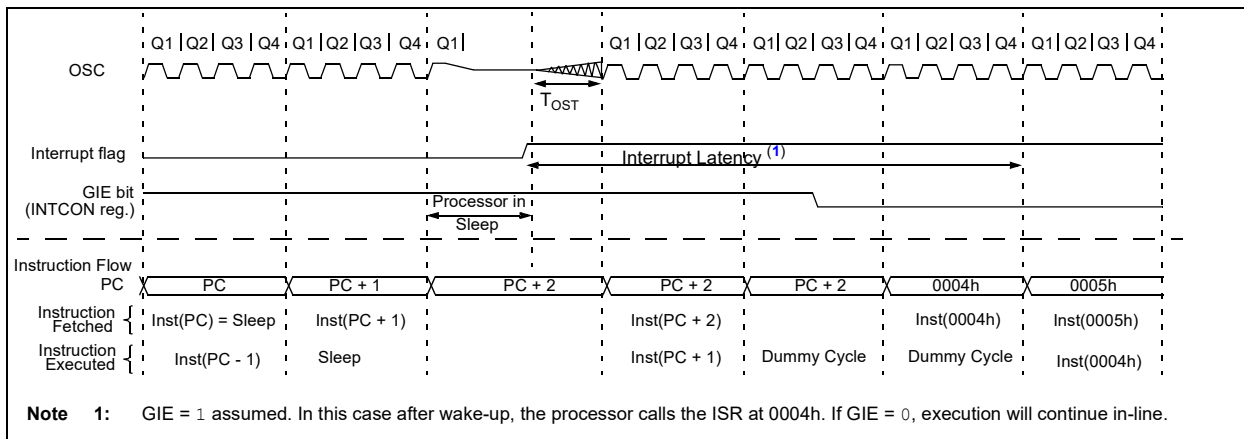 Q1 | Q2 | Q3 | Q4 Q1 | Q2 | Q3 | Q4 Q1 | Q1 | Q2 | Q3 | Q4 Q1 | Q2 | Q3 | Q4 Q1 | Q2 | Q3 | Q4 Q1 | Q2 | Q3 | Q4
OSC
TOST
Interrupt flag
Interrupt Latency (1)
GIE bit
(INTCON reg.)
Processor in
Sleep
Instruction Flow
PC PC PC + 1 PC + 2 PC + 2 PC + 2 0004h 0005h
Instruction
Fetched { Inst(PC) = Sleep Inst(PC + 1) Inst(PC + 2) Inst(0004h) Inst(0005h)
Instruction
Executed { Inst(PC - 1) Sleep Inst(PC + 1) Dummy Cycle Dummy Cycle Inst(0004h)
Note 1: GIE = 1 assumed. In this case after wake-up, the processor calls the ISR at 0004h. If GIE = 0, execution will continue in-line.